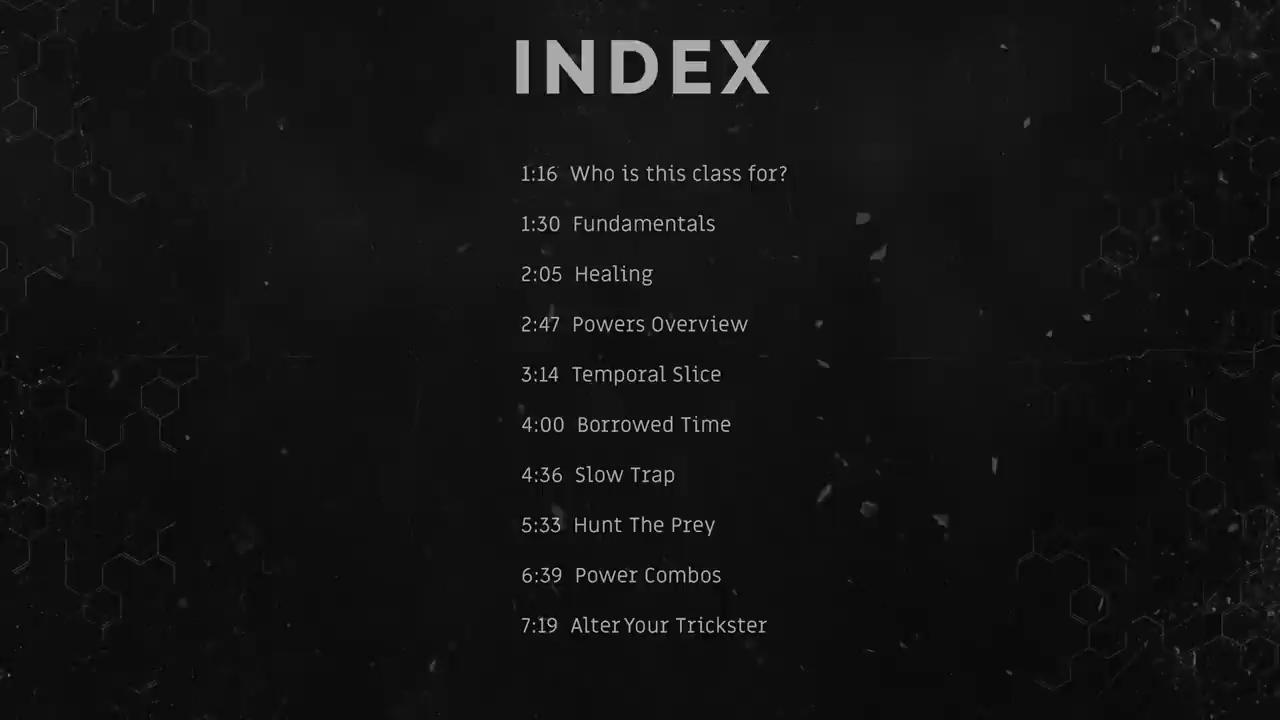 INDEX
1:16 Who is this class for?
1:30 Fundamentals
2:05 Healing
2:47 Powers Overview
3:14 Temporal Slice
4:00 Borrowed Time
4:36 Slow Trap
5:33 Hunt The Prey
6:39 Power Combos
7:19 Alter Your Trickster